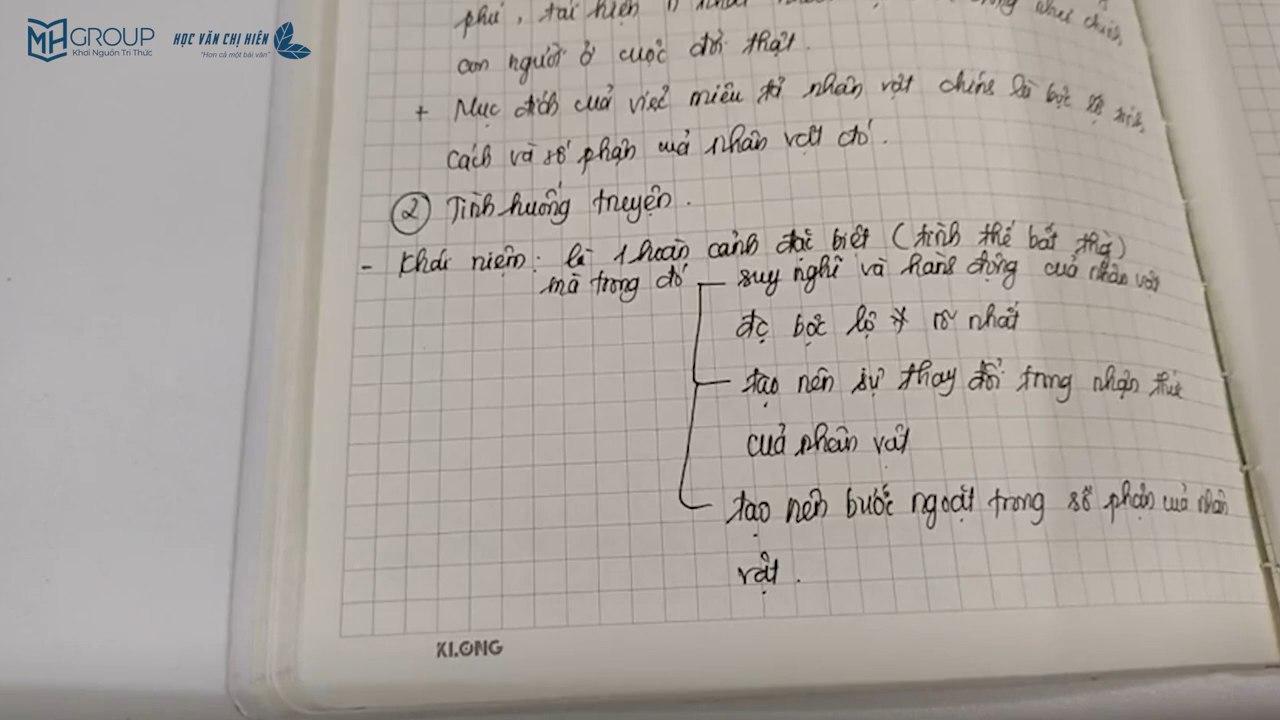 MH GROUP
Khơi Nguồn Tri Thức
HỌC VĂN CHỊ HIÊN
"Hơn cả một bài văn"
phú, tái hiện
như chính
con người ở cuộc đời thật.
+ Mục đích của việc miêu tả nhân vật chính là bộc lộ tính
cách và số phận của nhân vật đó.
② Tình huống truyện.
- Khái niệm: là 1 hoàn cảnh đặc biệt (tình thế bất thg)
mà trong đó suy nghĩ và hành động của nhân vật
đc bộc lộ rõ nhất
tạo nên sự thay đổi trong nhận thức
của nhân vật
tạo nên bước ngoặt trong số phận của nhân
vật.
KLONG